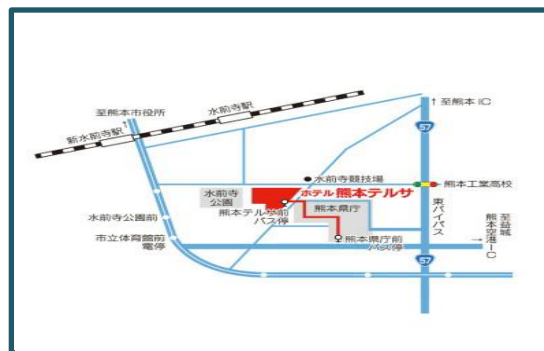 至熊本市役所
水前寺駅
新水前寺駅
↑至熊本IC
57
水前寺競技場
熊本工業高校
水前寺
公園
ホテル 熊本テルサ
熊本テルサ前
バス停
熊本県庁
水前寺公園前
市立体育館前
電停
熊本県庁前
バス停
東バイパス
至益城
熊本空港IC
→
57